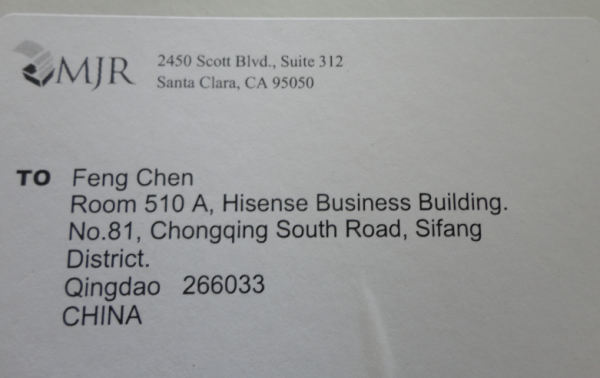 MJR
2450 Scott Blvd., Suite 312
Santa Clara, CA 95050
TO Feng Chen
Room 510 A, Hisense Business Building.
No.81, Chongqing South Road, Sifang
District.
Qingdao 266033
CHINA